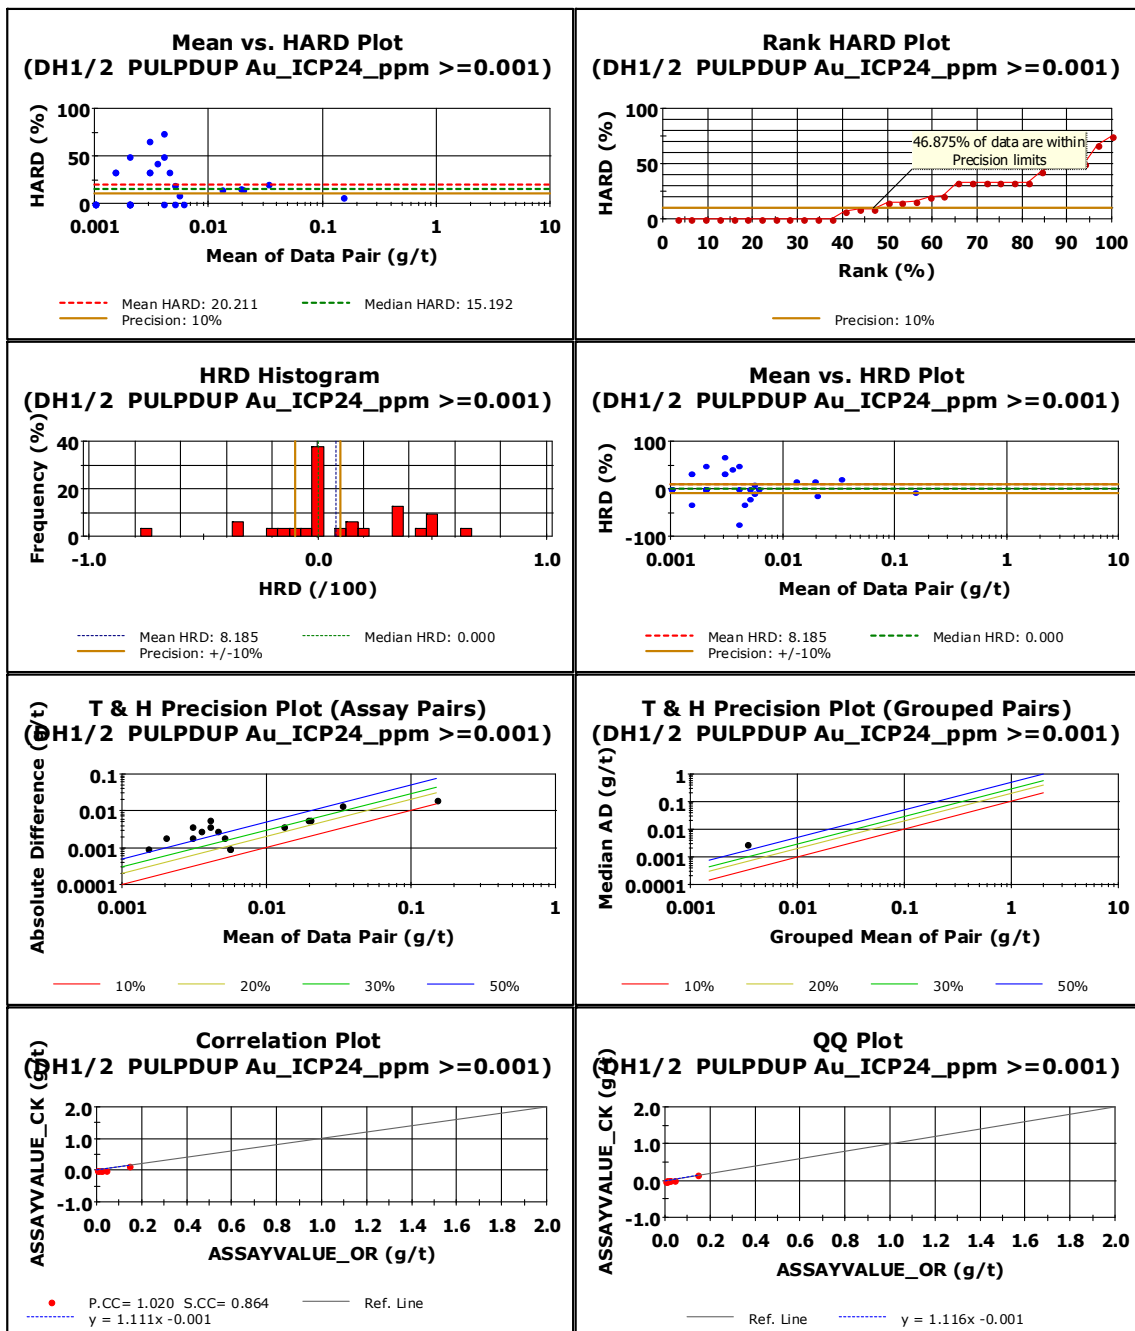 Mean vs. HARD Plot
(DH1/2 PULPDUP Au_ICP24_ppm >=0.001)
HARD (%)
100
50
0
0.001 0.01 0.1 1 10
Mean of Data Pair (g/t)
Mean HARD: 20.211 Median HARD: 15.192
Precision: 10%
Rank HARD Plot
(DH1/2 PULPDUP Au_ICP24_ppm >=0.001)
HARD (%)
100
50
0
46.875% of data are within
Precision limits
0 10 20 30 40 50 60 70 80 90 100
Rank (%)
Precision: 10%
HRD Histogram
(DH1/2 PULPDUP Au_ICP24_ppm >=0.001)
Frequency (%)
40
20
0
-1.0 0.0 1.0
HRD (/100)
Mean HRD: 8.185 Median HRD: 0.000
Precision: +/-10%
Mean vs. HRD Plot
(DH1/2 PULPDUP Au_ICP24_ppm >=0.001)
HRD (%)
100
0
-100
0.001 0.01 0.1 1 10
Mean of Data Pair (g/t)
Mean HRD: 8.185 Median HRD: 0.000
Precision: +/-10%
T & H Precision Plot (Assay Pairs)
(DH1/2 PULPDUP Au_ICP24_ppm >=0.001)
Absolute Difference (g/t)
0.1
0.01
0.001
0.0001
0.001 0.01 0.1 1
Mean of Data Pair (g/t)
10% 20% 30% 50%
T & H Precision Plot (Grouped Pairs)
(DH1/2 PULPDUP Au_ICP24_ppm >=0.001)
Median AD (g/t)
1
0.1
0.01
0.001
0.0001
0.001 0.01 0.1 1 10
Grouped Mean of Pair (g/t)
10% 20% 30% 50%
Correlation Plot
(DH1/2 PULPDUP Au_ICP24_ppm >=0.001)
ASSAYVALUE_CK (g/t)
2.0
1.0
0.0
-1.0
0.0 0.2 0.4 0.6 0.8 1.0 1.2 1.4 1.6 1.8 2.0
ASSAYVALUE_OR (g/t)
P.CC= 1.020 S.CC= 0.864 Ref. Line
y = 1.111x -0.001
QQ Plot
(DH1/2 PULPDUP Au_ICP24_ppm >=0.001)
ASSAYVALUE_CK (g/t)
2.0
1.0
0.0
-1.0
0.0 0.2 0.4 0.6 0.8 1.0 1.2 1.4 1.6 1.8 2.0
ASSAYVALUE_OR (g/t)
Ref. Line y = 1.116x -0.001